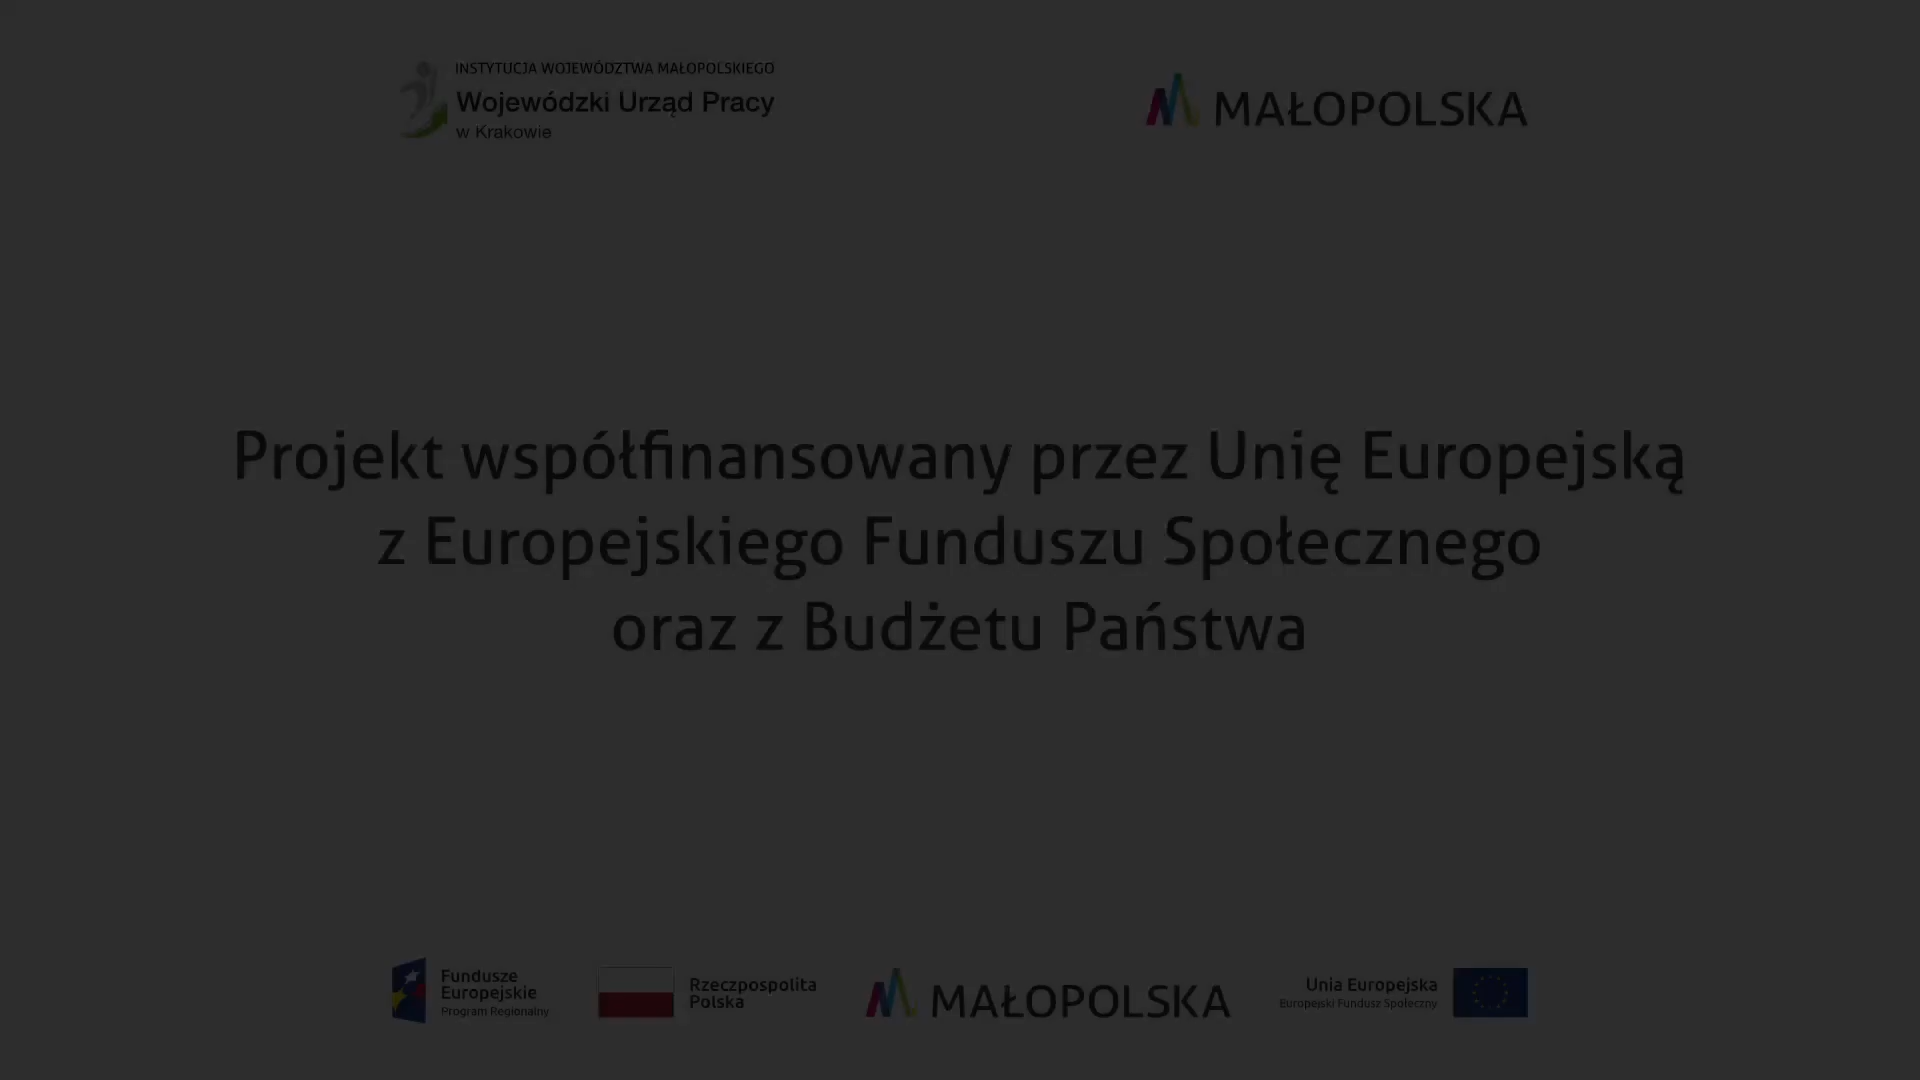 INSTYTUCJA WOJEWÓDZTWA MAŁOPOLSKIEGO
Wojewódzki Urząd Pracy
w Krakowie
MAŁOPOLSKA
Projekt współfinansowany przez Unię Europejską
z Europejskiego Funduszu Społecznego
oraz z Budżetu Państwa
Fundusze
Europejskie
Program Regionalny
Rzeczpospolita
Polska
MAŁOPOLSKA
Unia Europejska
Europejski Fundusz Społeczny